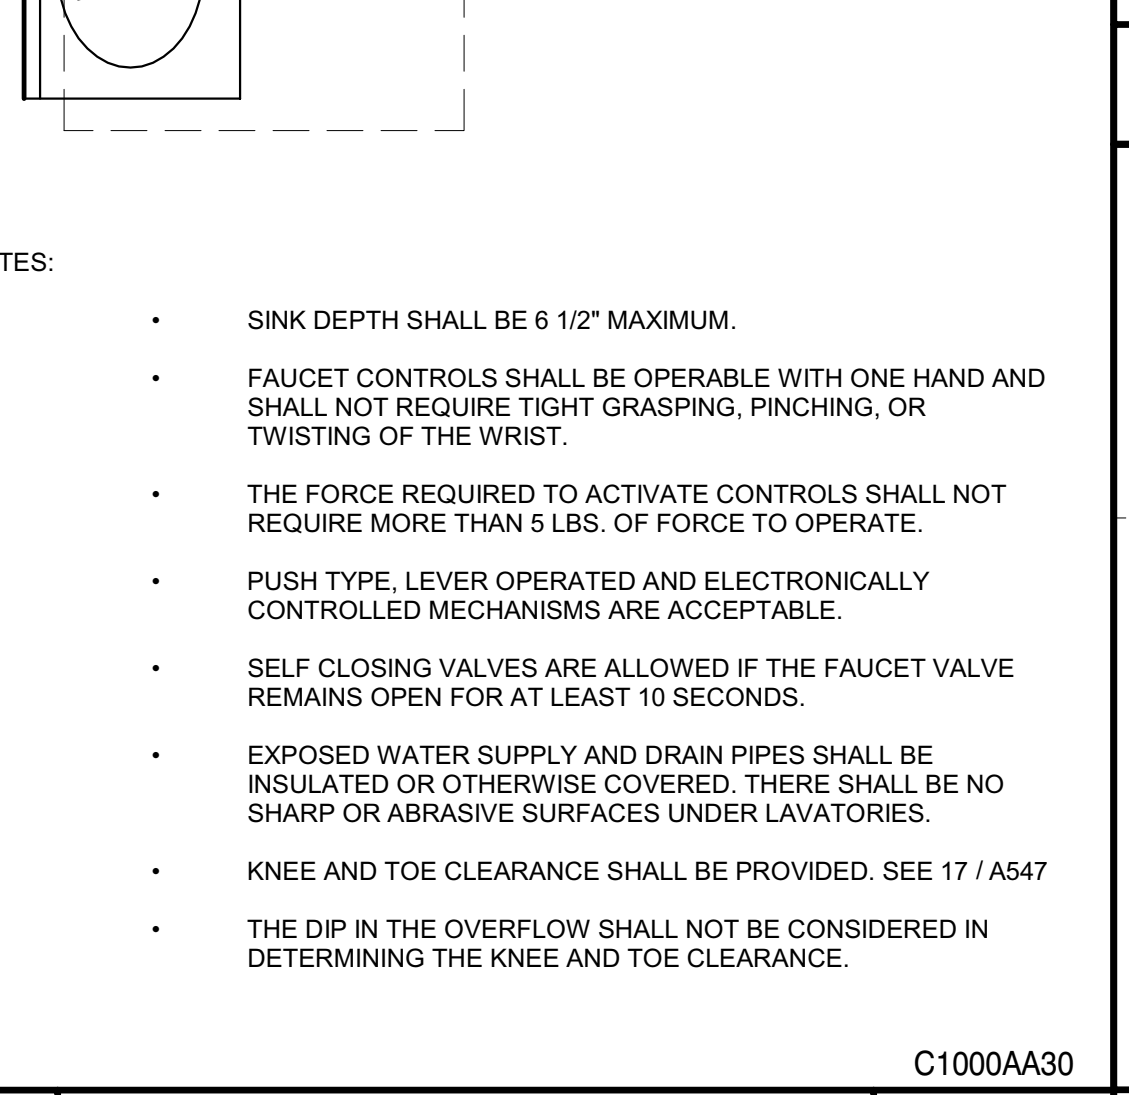 TES:
• SINK DEPTH SHALL BE 6 1/2" MAXIMUM.
• FAUCET CONTROLS SHALL BE OPERABLE WITH ONE HAND AND
SHALL NOT REQUIRE TIGHT GRASPING, PINCHING, OR
TWISTING OF THE WRIST.
• THE FORCE REQUIRED TO ACTIVATE CONTROLS SHALL NOT
REQUIRE MORE THAN 5 LBS. OF FORCE TO OPERATE.
• PUSH TYPE, LEVER OPERATED AND ELECTRONICALLY
CONTROLLED MECHANISMS ARE ACCEPTABLE.
• SELF CLOSING VALVES ARE ALLOWED IF THE FAUCET VALVE
REMAINS OPEN FOR AT LEAST 10 SECONDS.
• EXPOSED WATER SUPPLY AND DRAIN PIPES SHALL BE
INSULATED OR OTHERWISE COVERED. THERE SHALL BE NO
SHARP OR ABRASIVE SURFACES UNDER LAVATORIES.
• KNEE AND TOE CLEARANCE SHALL BE PROVIDED. SEE 17 / A547
• THE DIP IN THE OVERFLOW SHALL NOT BE CONSIDERED IN
DETERMINING THE KNEE AND TOE CLEARANCE.
C1000AA30